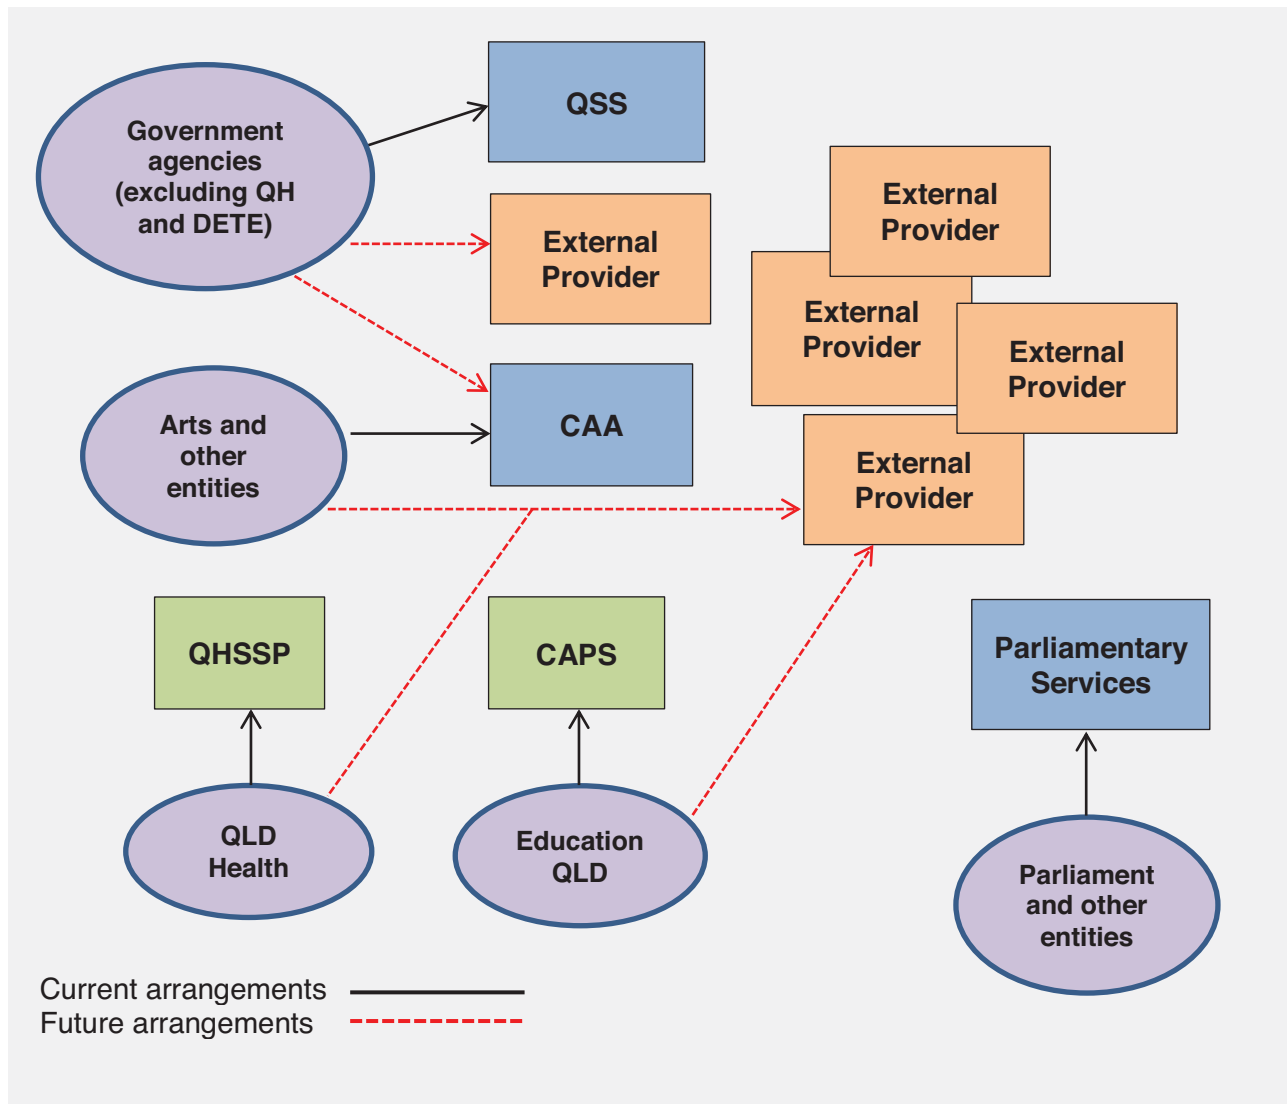 Government
agencies
(excluding QH
and DETE)
QSS
External
Provider
External
Provider
External
Provider
External
Provider
Arts and
other
entities
CAA
External
Provider
QHSSP
CAPS
Parliamentary
Services
QLD
Health
Education
QLD
Parliament
and other
entities
Current arrangements
Future arrangements